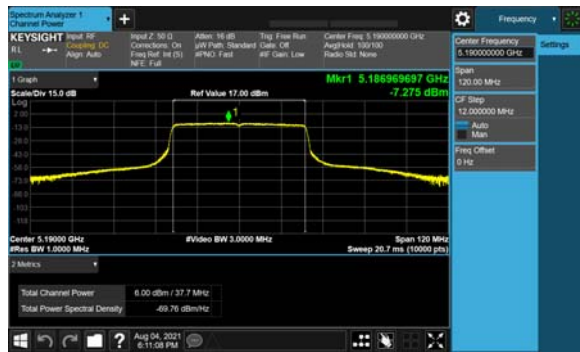 Spectrum Analyzer 1
Channel Power
Frequency
KEYSIGHT Input: RF
RL Coupling: DC
Align: Auto
Input Z: 50 Ω
Corrections: On
Freq Ref: Int (S)
NFE: Full
Atten: 16 dB
µW Path: Standard
#PNO: Fast
Trig: Free Run
Gate: Off
#IF Gain: Low
Center Freq: 5.190000000 GHz
Avg|Hold: 100/100
Radio Std: None
Center Frequency
5.190000000 GHz
Settings
Span
120.00 MHz
CF Step
12.000000 MHz
Auto
Man
Freq Offset
0 Hz
1 Graph
Scale/Div 15.0 dB
Ref Value 17.00 dBm
Mkr1 5.186969697 GHz
-7.275 dBm
Log
2.00
-13.0
-28.0
-43.0
-58.0
-73.0
-88.0
-103
-118
1
Center 5.19000 GHz
#Res BW 1.0000 MHz
#Video BW 3.0000 MHz
Span 120 MHz
Sweep 20.7 ms (10000 pts)
2 Metrics
Total Channel Power 6.00 dBm / 37.7 MHz
Total Power Spectral Density -69.76 dBm/Hz
?
Aug 04, 2021
6:11:08 PM